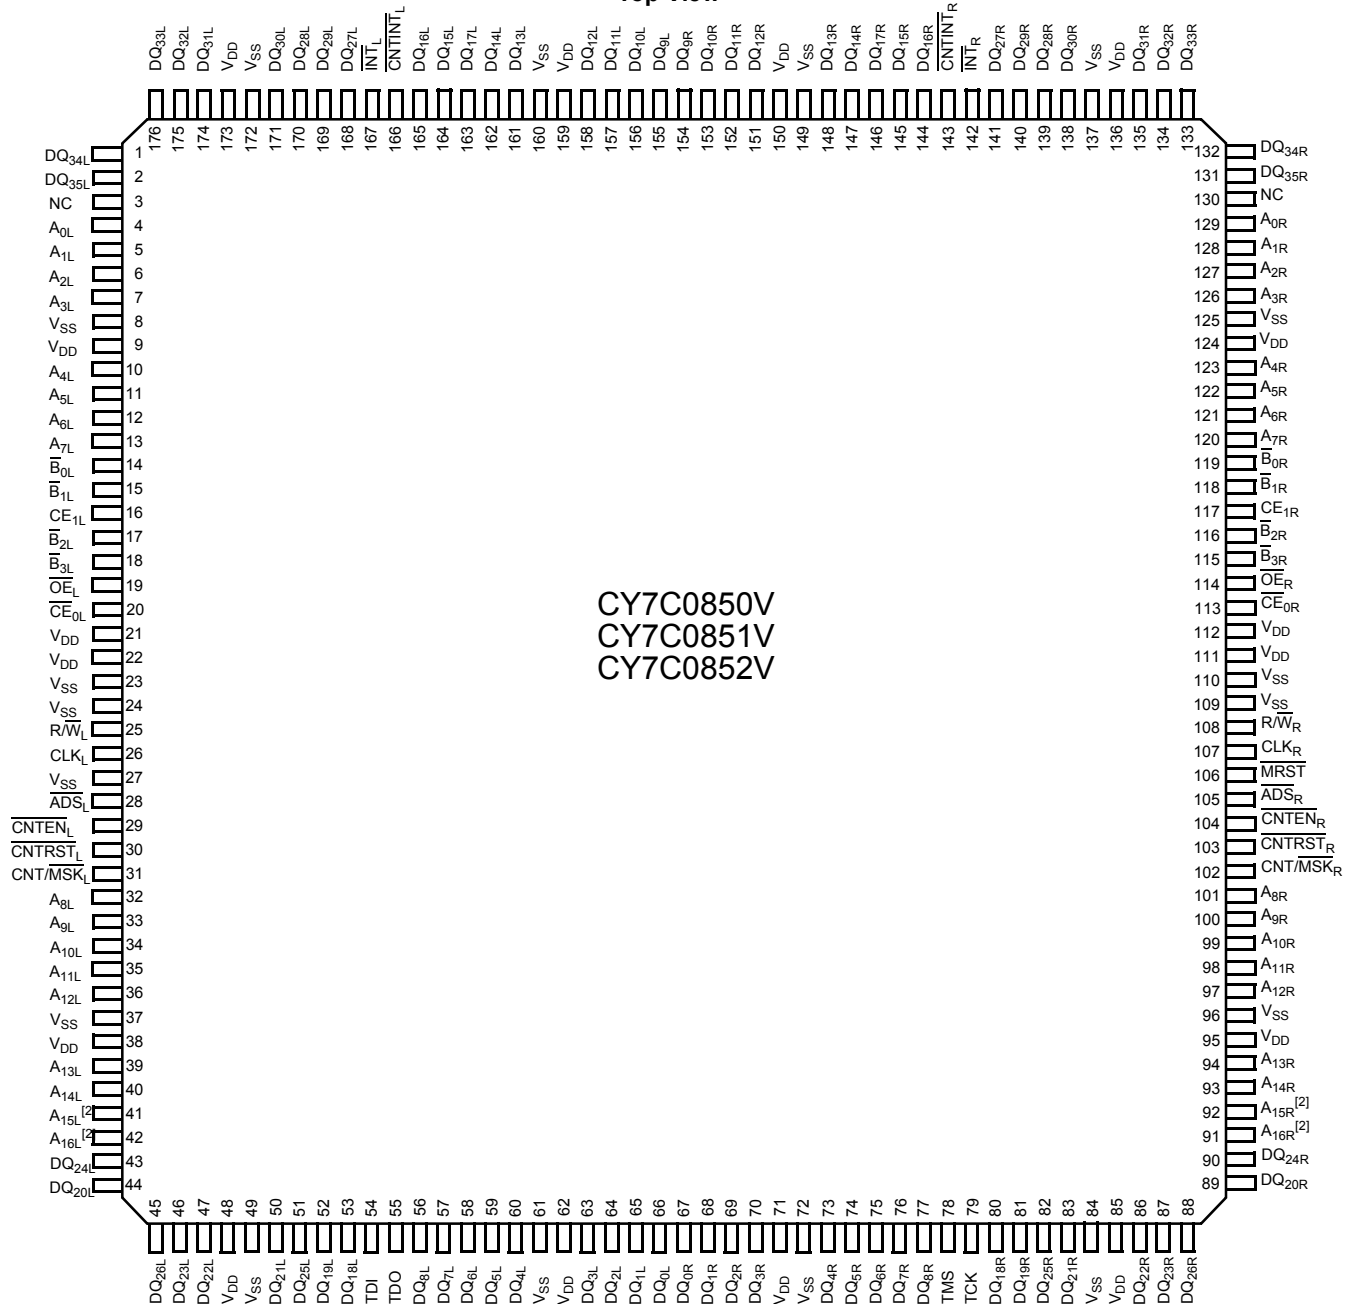 DQ33L DQ32L DQ31L VDD VSS DQ30L DQ29L DQ27L INTL CNTINTL DQ16L DQ15L DQ17L DQ14L DQ13L VSS VDD DQ12L DQ11L DQ10L DQ9L DQ9R DQ10R DQ11R DQ12R VDD VSS DQ13R DQ14R DQ17R DQ15R DQ16R CNTINTR INTR DQ27R DQ29R DQ28R DQ30R VSS VDD DQ31R DQ32R DQ33R
176 175 174 173 172 171 170 169 168 167 166 165 164 163 162 161 160 159 158 157 156 155 154 153 152 151 150 149 148 147 146 145 144 143 142 141 140 139 138 137 136 135 134 133
DQ34L 1 132 DQ34R
DQ35L 2 131 DQ35R
NC 3 130 NC
A0L 4 129 A0R
A1L 5 128 A1R
A2L 6 127 A2R
A3L 7 126 A3R
VSS 8 125 VSS
VDD 9 124 VDD
A4L 10 123 A4R
A5L 11 122 A5R
A6L 12 121 A6R
A7L 13 120 A7R
B0L 14 119 B0R
B1L 15 118 B1R
CE1L 16 117 CE1R
B2L 17 116 B2R
B3L 18 115 B3R
OEL 19 114 OER
CE0L 20 113 CE0R
VDD 21 112 VDD
VDD 22 111 VDD
VSS 23 110 VSS
VSS 24 109 VSS
R/WL 25 108 R/WR
CLKL 26 107 CLKR
VSS 27 106 MRST
ADSL 28 105 ADSR
CNTENL 29 104 CNTENR
CNTRSTL 30 103 CNTRSTR
CNT/MSKL 31 102 CNT/MSKR
A8L 32 101 A8R
A9L 33 100 A9R
A10L 34 99 A10R
A11L 35 98 A11R
A12L 36 97 A12R
VSS 37 96 VSS
VDD 38 95 VDD
A13L 39 94 A13R
A14L 40 93 A14R
A15L[2 41 92 A15R[2]
A16L[2 42 91 A16R[2]
DQ24L 43 90 DQ24R
DQ20L 44 89 DQ20R
CY7C0850V
CY7C0851V
CY7C0852V
45 46 47 48 49 50 51 52 53 54 55 56 57 58 59 60 61 62 63 64 65 66 67 68 69 70 71 72 73 74 75 76 77 78 79 80 81 82 83 84 85 86 87 88
DQ26L DQ23L DQ22L VDD VSS DQ21L DQ25L DQ19L DQ18L TDI TDO DQ8L DQ7L DQ6L DQ5L DQ4L VSS VDD DQ3L DQ2L DQ1L DQ0L DQ0R DQ1R DQ2R DQ3R VDD VSS DQ4R DQ5R DQ6R DQ7R DQ8R TMS TCK DQ18R DQ19R DQ25R DQ21R VSS VDD DQ22R DQ23R DQ26R